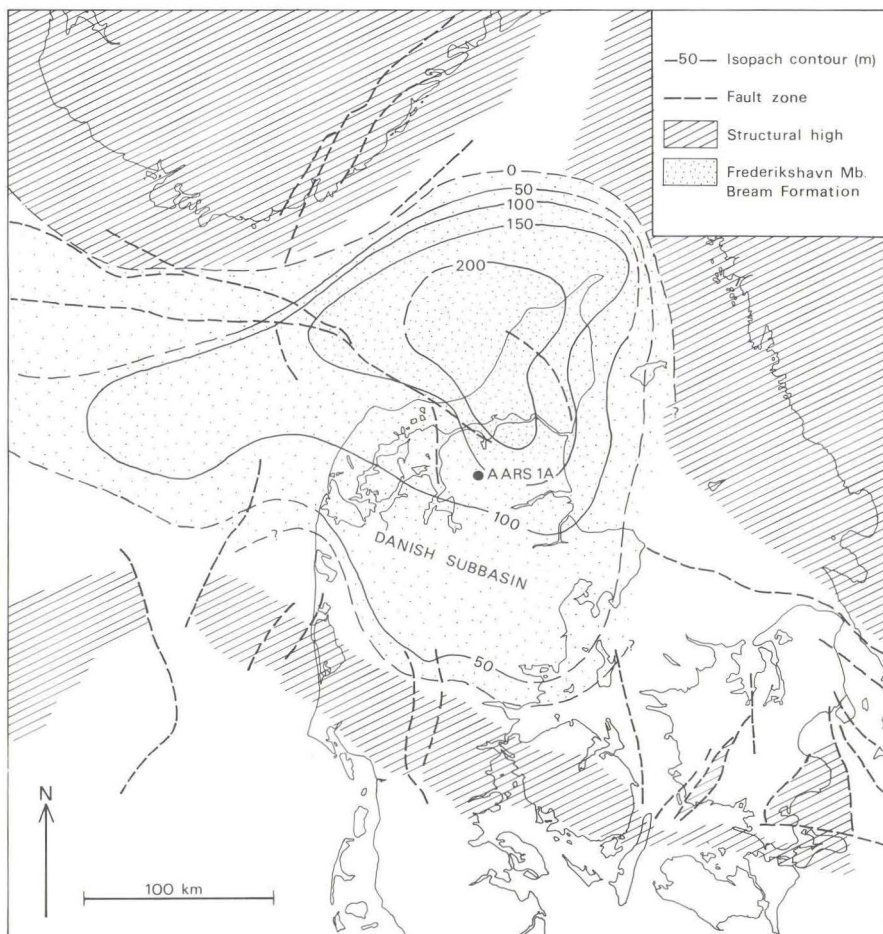 —50— Isopach contour (m)
Fault zone
Structural high
Frederikshavn Mb.
Bream Formation
0
50
100
150
200
?
AARS 1A
100
?
DANISH SUBBASIN
?
50
N
100 km